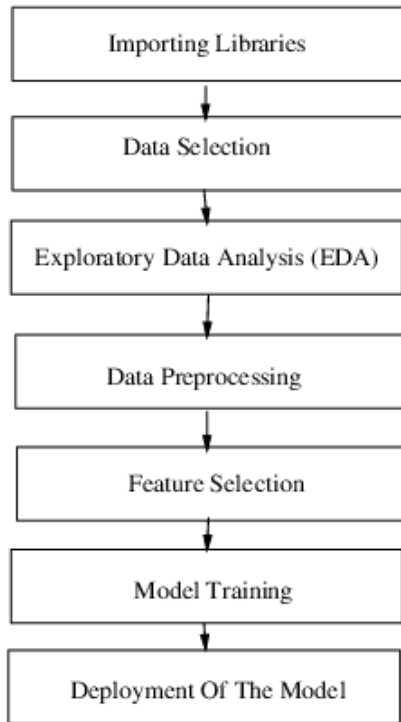 Importing Libraries
Data Selection
Exploratory Data Analysis (EDA)
Data Preprocessing
Feature Selection
Model Training
Deployment Of The Model